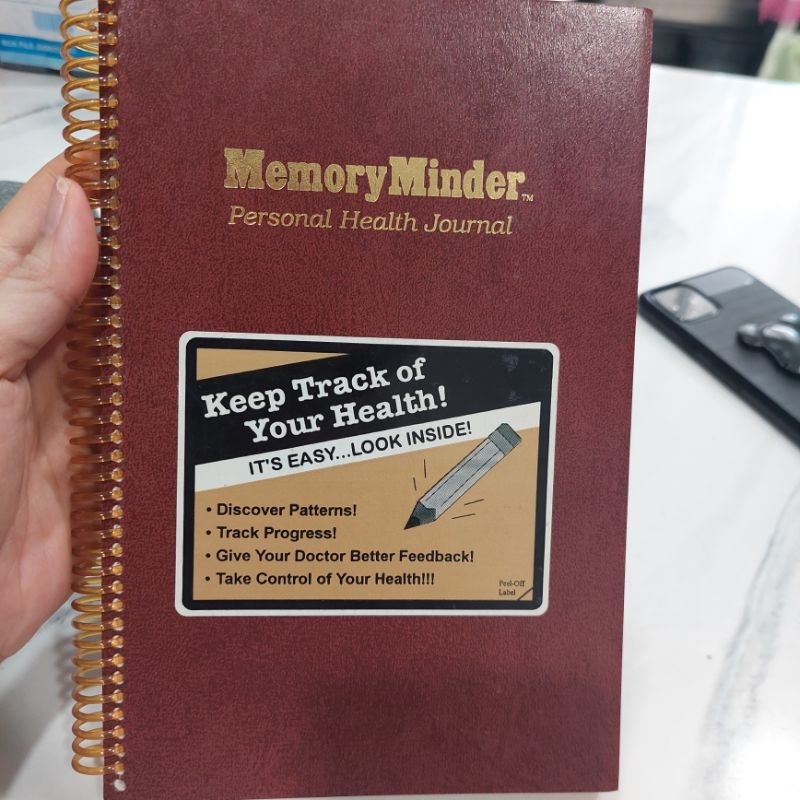 MemoryMinder™
Personal Health Journal
Keep Track of
Your Health!
IT'S EASY...LOOK INSIDE!
• Discover Patterns!
• Track Progress!
• Give Your Doctor Better Feedback!
• Take Control of Your Health!!!
Peel-Off
Label